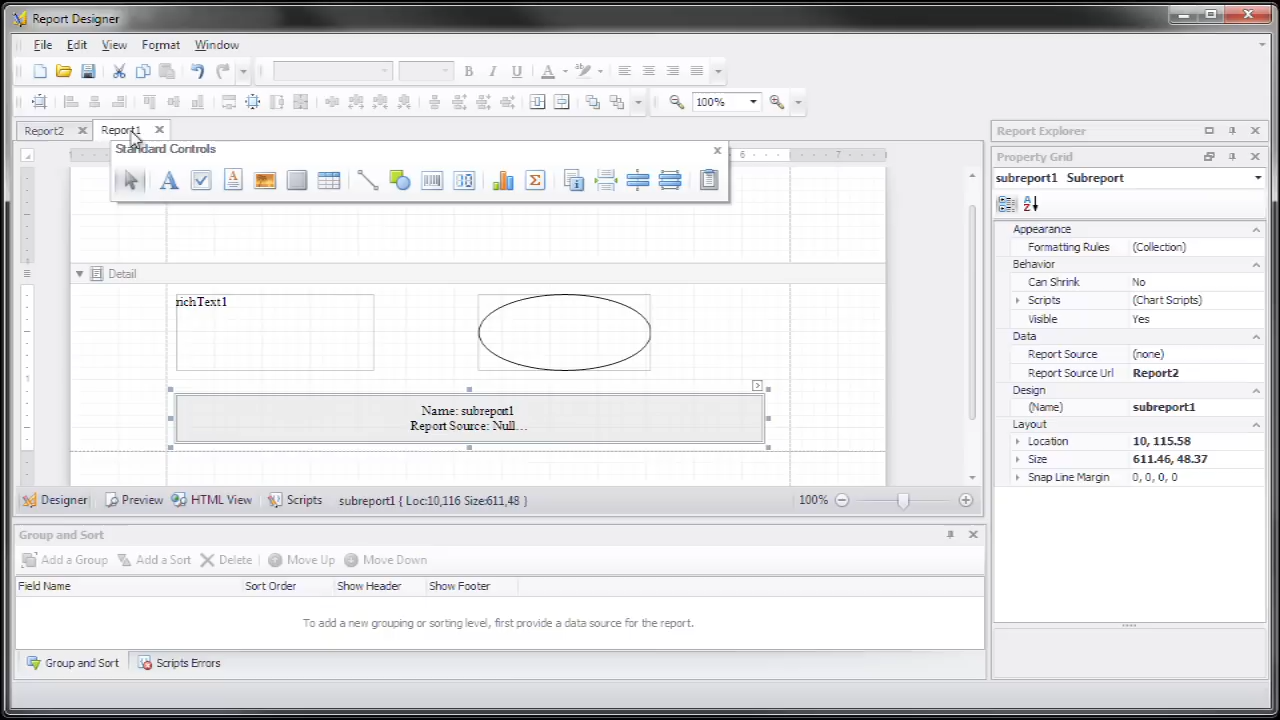 Report Designer
File Edit View Format Window
B I U A ab
100%
Report2 Report1
Standard Controls
A A
6 7
Detail
richText1
Name: subreport1
Report Source: Null...
Designer Preview HTML View Scripts subreport1 { Loc:10,116 Size:611,48 } 100%
Group and Sort
Add a Group Add a Sort Delete Move Up Move Down
Field Name Sort Order Show Header Show Footer
To add a new grouping or sorting level, first provide a data source for the report.
Group and Sort Scripts Errors
Report Explorer
Property Grid
subreport1 Subreport
Appearance
Formatting Rules (Collection)
Behavior
Can Shrink No
Scripts (Chart Scripts)
Visible Yes
Data
Report Source (none)
Report Source Url Report2
Design
(Name) subreport1
Layout
Location 10, 115.58
Size 611.46, 48.37
Snap Line Margin 0, 0, 0, 0